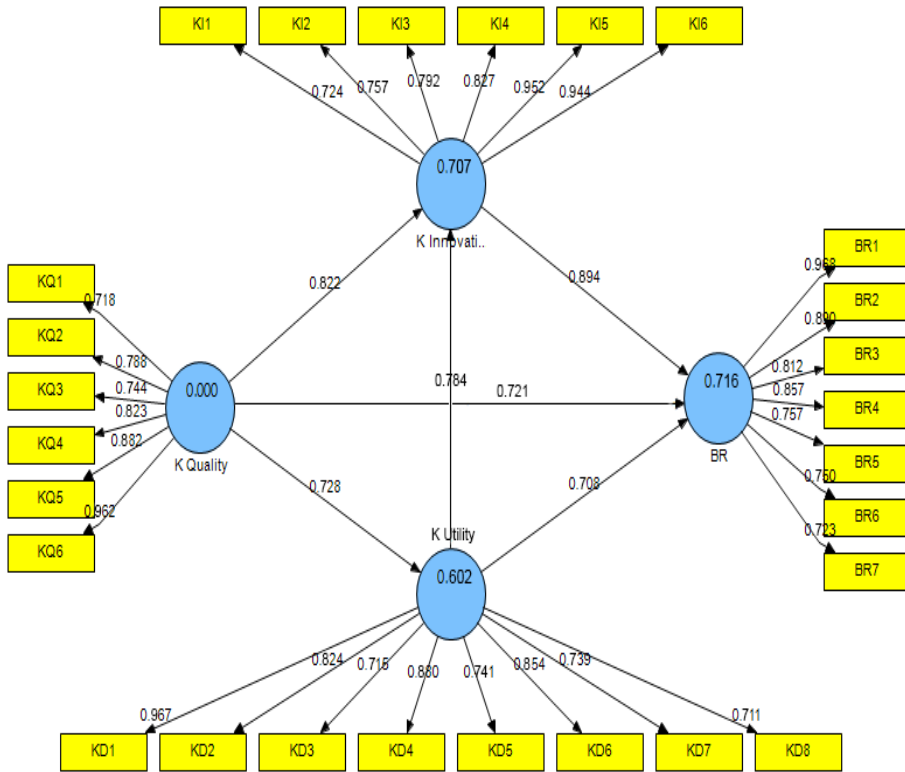 KI1 KI2 KI3 KI4 KI5 KI6
0.724 0.757 0.792 0.827 0.952 0.944
0.707
K Innovati..
0.822
0.894
KQ1
KQ2
KQ3
KQ4
KQ5
KQ6
0.718
0.788
0.744
0.823
0.882
0.962
0.000
K Quality
0.784
0.721
0.728
0.708
BR1
BR2
BR3
BR4
BR5
BR6
BR7
0.968
0.890
0.812
0.857
0.757
0.750
0.723
0.716
BR
K Utility
0.602
0.967 0.824 0.715 0.880 0.741 0.854 0.739 0.711
KD1 KD2 KD3 KD4 KD5 KD6 KD7 KD8